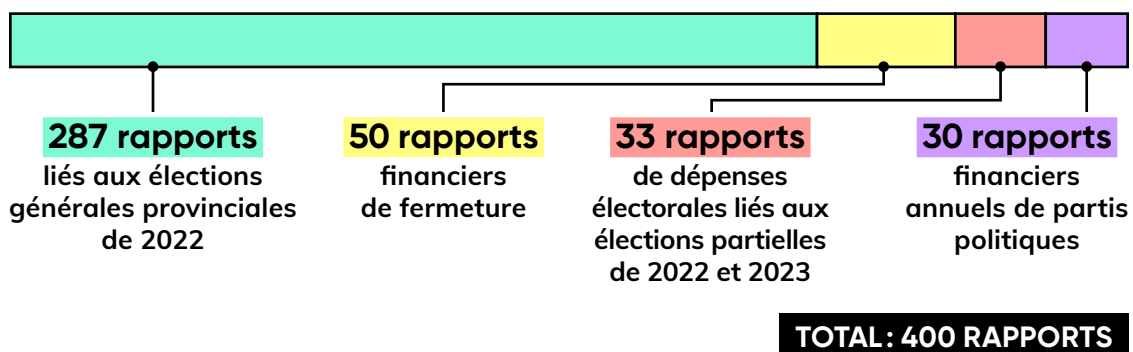 287 rapports
liés aux élections
générales provinciales
de 2022
50 rapports
financiers
de fermeture
33 rapports
de dépenses
électorales liés aux
élections partielles
de 2022 et 2023
30 rapports
financiers
annuels de partis
politiques
TOTAL: 400 RAPPORTS